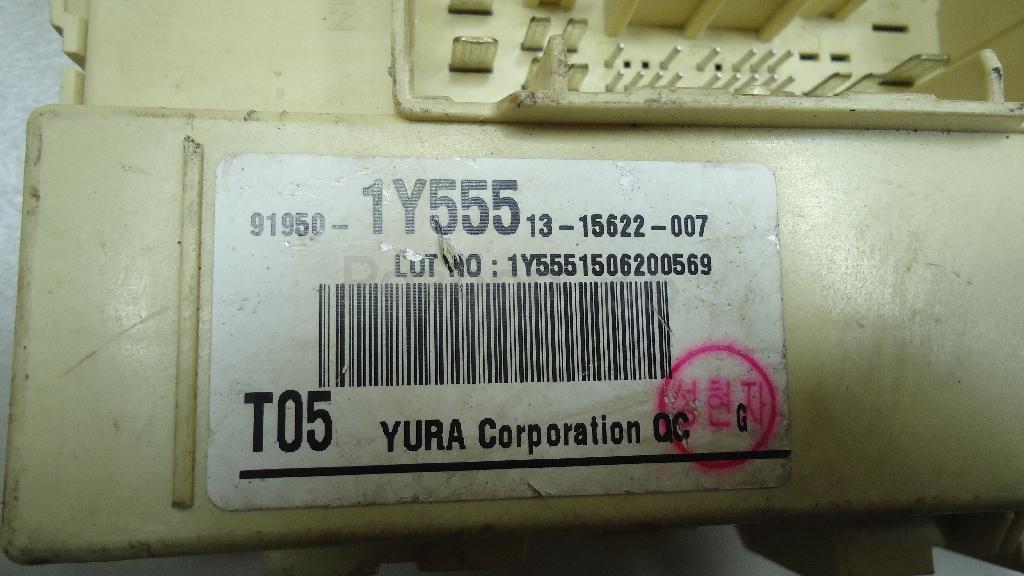 91950-1Y555 13-15622-007
LOT NO : 1Y5551506200569
T05 YURA Corporation QC G